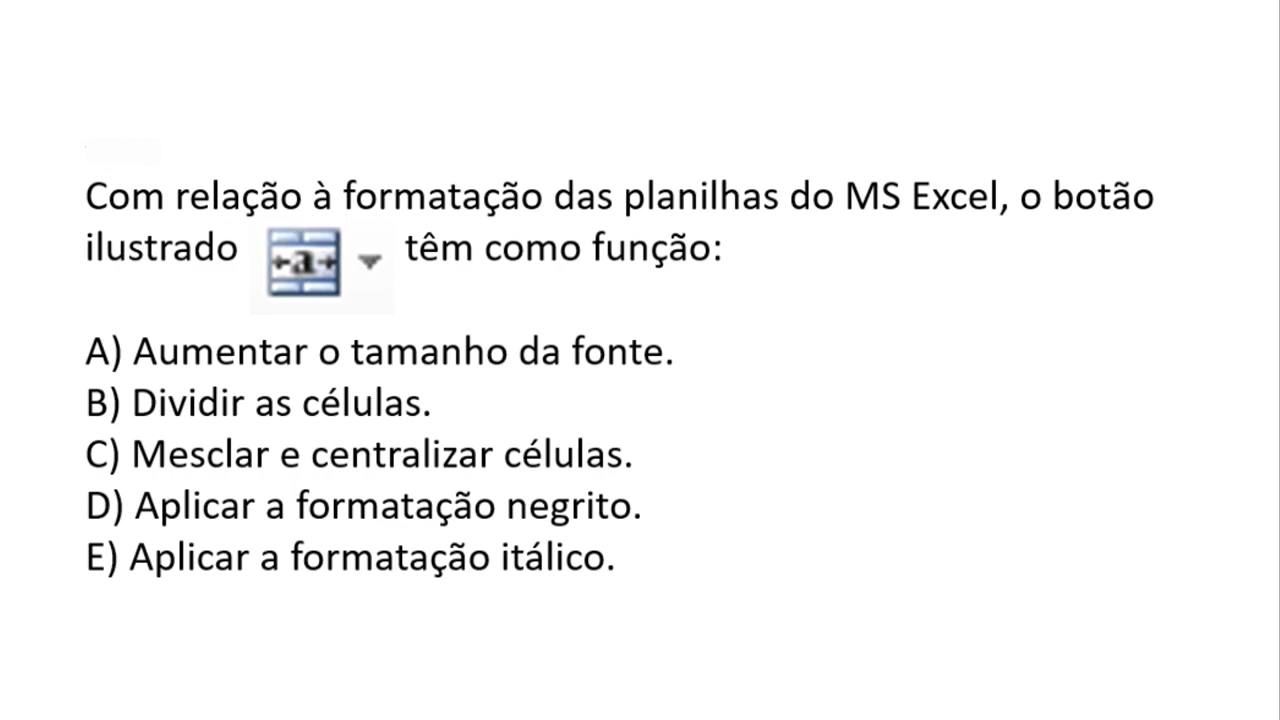 Com relação à formatação das planilhas do MS Excel, o botão
ilustrado a têm como função:
A) Aumentar o tamanho da fonte.
B) Dividir as células.
C) Mesclar e centralizar células.
D) Aplicar a formatação negrito.
E) Aplicar a formatação itálico.